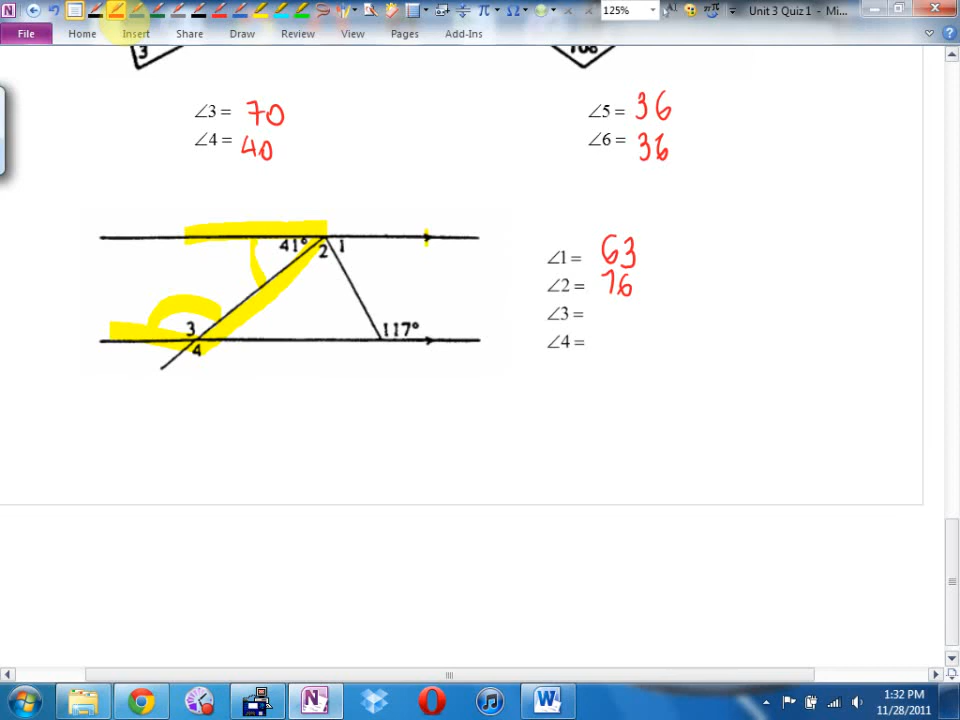 125%
Unit 3 Quiz 1 - Mi...
File Home Insert Share Draw Review View Pages Add-Ins
3
∠3 = 70
∠4 = 40
∠5 = 36
∠6 = 36
41° 2 1
3
4
117°
∠1 = 63
∠2 = 76
∠3 =
∠4 =
1:32 PM
11/28/2011